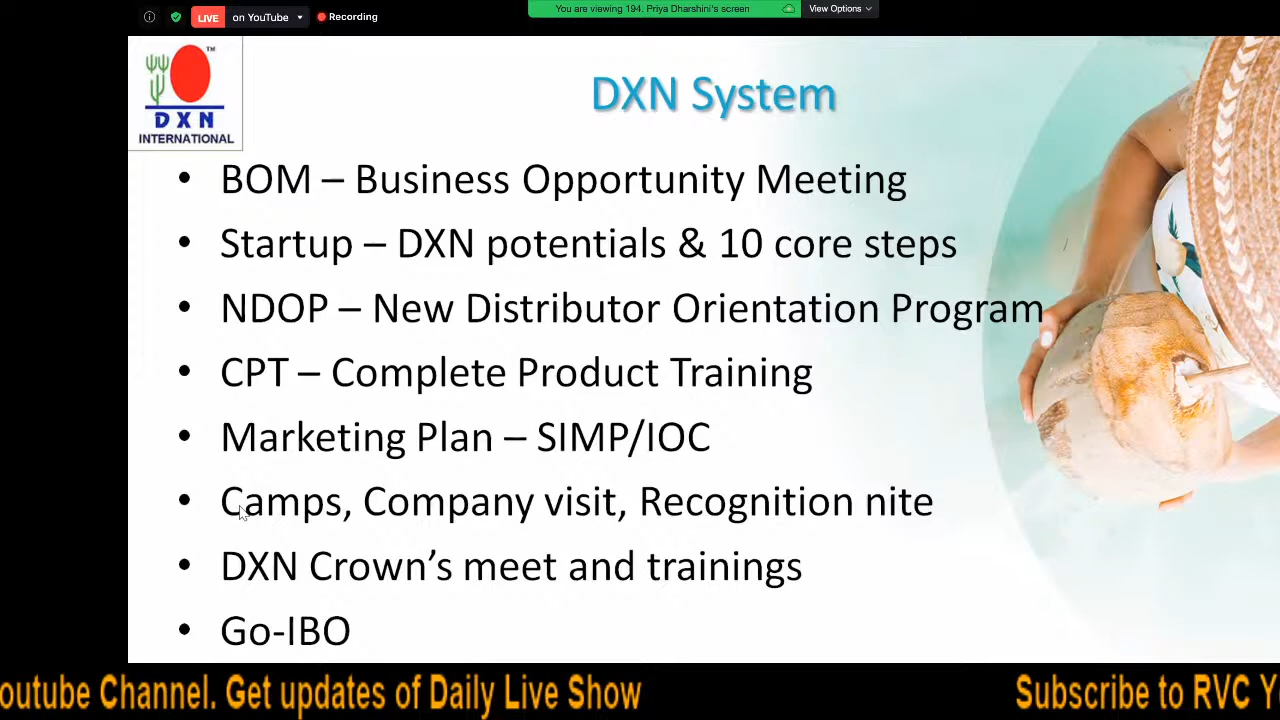 LIVE on YouTube Recording
You are viewing 194. Priya Dharshini's screen View Options
TM
DXN
INTERNATIONAL
DXN System
• BOM – Business Opportunity Meeting
• Startup – DXN potentials & 10 core steps
• NDOP – New Distributor Orientation Program
• CPT – Complete Product Training
• Marketing Plan – SIMP/IOC
• Camps, Company visit, Recognition nite
• DXN Crown’s meet and trainings
• Go-IBO
outube Channel. Get updates of Daily Live Show Subscribe to RVC Y